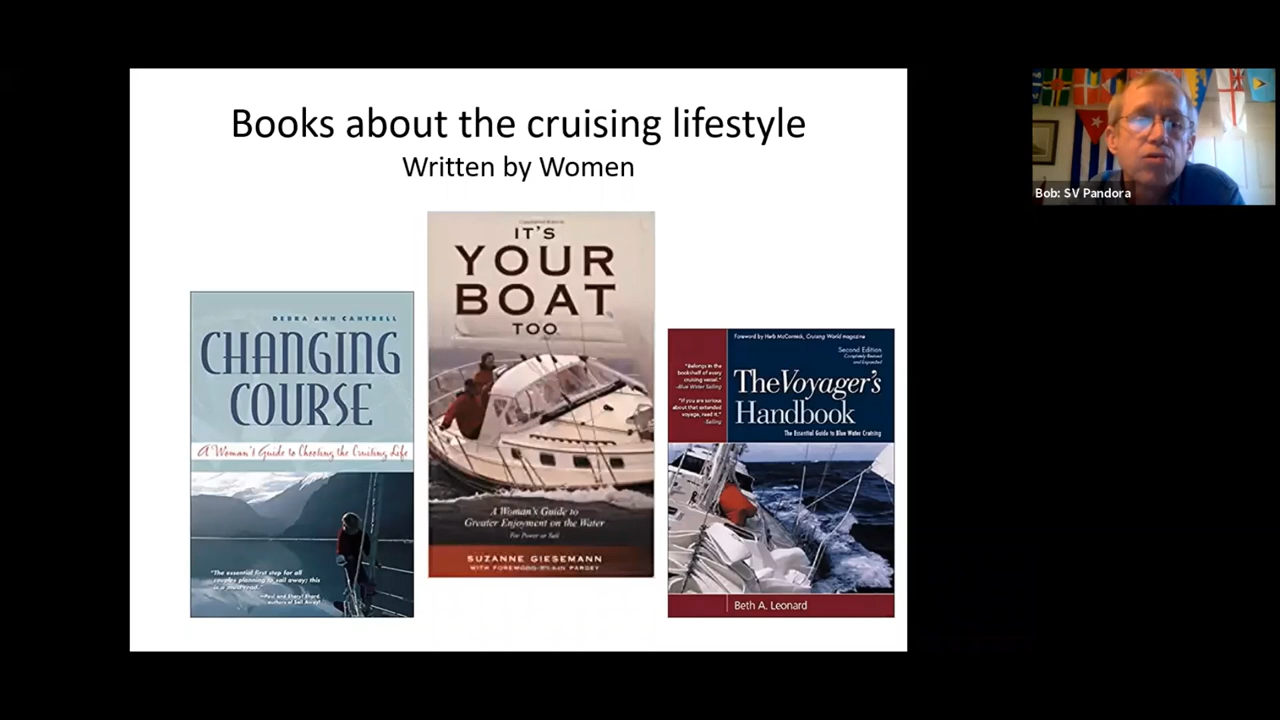 Books about the cruising lifestyle
Written by Women
Bob: SV Pandora
DEBRA ANN CANTRELL
CHANGING
COURSE
A Woman's Guide to Choosing the Cruising Life
"The essential first step for all
couples planning to sail away; this
is a must-read."
—Paul and Sheryl Shard,
authors of Sail Away!
IT'S
YOUR
BOAT
TOO
A Woman's Guide to
Greater Enjoyment on the Water
For Power or Sail
SUZANNE GIESEMANN
WITH FOREWORD BY LIN PARDEY
Foreword by Herb McCormick, Cruising World magazine
Second Edition
Completely Revised
and Expanded
"Belongs in the
bookshelf of every
cruising vessel."
-Blue Water Sailing
"If you are serious
about that extended
voyage, read it."
-Sailing
The Voyager's
Handbook
The Essential Guide to Blue Water Cruising
Beth A. Leonard